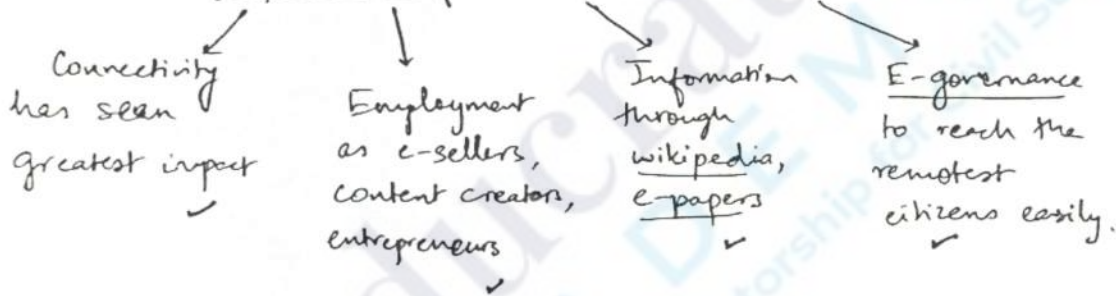 Connectivity
has seen
greatest impact
Employment
as e-sellers,
content creators,
entrepreneurs
Information
through
wikipedia,
e-papers
E-governance
to reach the
remotest
citizens easily.